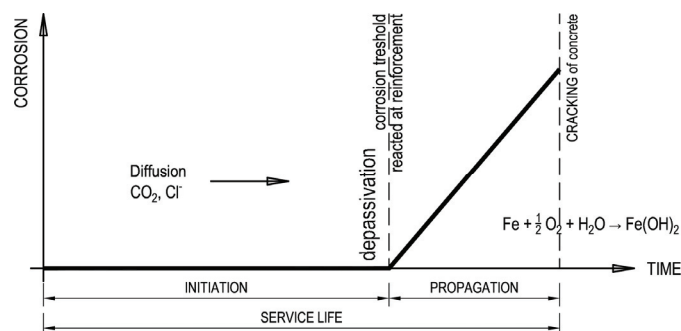 CORROSION
Diffusion
CO₂, Cl⁻
depassivation
corrosion treshold
reacted at reinforcement
CRACKING of concrete
Fe + ½ O₂ + H₂O → Fe(OH)₂
TIME
INITIATION
PROPAGATION
SERVICE LIFE